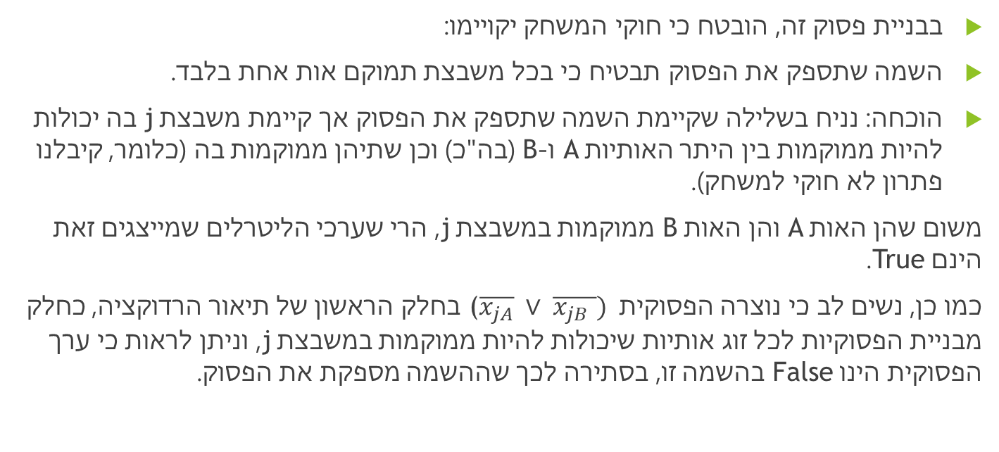 בבניית פסוק זה, הובטח כי חוקי המשחק יקויימו:
השמה שתספק את הפסוק תבטיח כי בכל משבצת תמוקם אות אחת בלבד.
הוכחה: נניח בשלילה שקיימת השמה שתספק את הפסוק אך קיימת משבצת j בה יכולות
להיות ממוקמות בין היתר האותיות A ו-B (בה"כ) וכן שתיהן ממוקמות בה (כלומר, קיבלנו
פתרון לא חוקי למשחק).
משום שהן האות A והן האות B ממוקמות במשבצת j, הרי שערכי הליטרלים שמייצגים זאת
הינם True.
כמו כן, נשים לב כי נוצרה הפסוקית $(\overline{x_{jA}} \vee \overline{x_{jB}})$ בחלק הראשון של תיאור הרדוקציה, כחלק
מבניית הפסוקיות לכל זוג אותיות שיכולות להיות ממוקמות במשבצת j, וניתן לראות כי ערך
הפסוקית הינו False בהשמה זו, בסתירה לכך שההשמה מספקת את הפסוק.